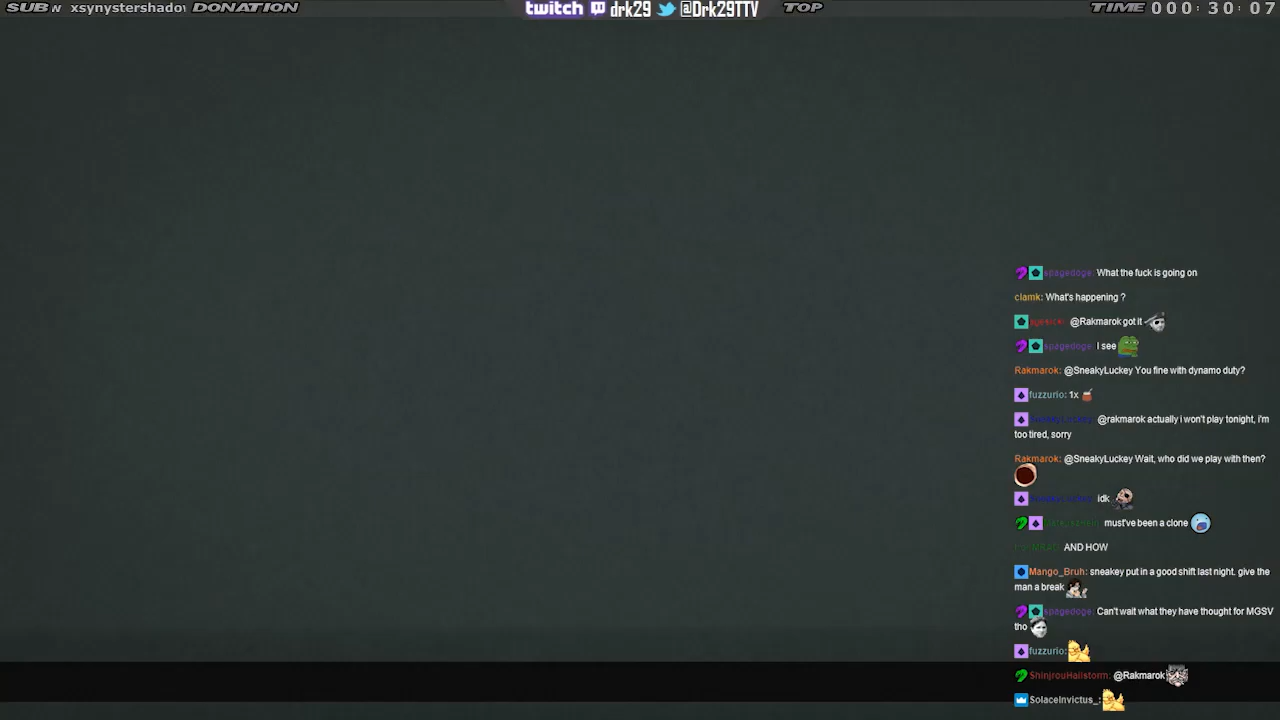 SUB w xsynystershadov DONATION twitch drk29 @Drk29TTV TOP TIME 000:30:07
spagedoge: What the fuck is going on
clamk: What's happening ?
@Rakmarok got it
spagedoge: I see
Rakmarok: @SneakyLuckey You fine with dynamo duty?
fuzzurio: 1x
@rakmarok actually i won't play tonight, i'm
too tired, sorry
Rakmarok: @SneakyLuckey Wait, who did we play with then?
idk
must've been a clone
AND HOW
Mango_Bruh: sneakey put in a good shift last night. give the
man a break
spagedoge: Can't wait what they have thought for MGSV
tho
fuzzurio:
ShinjrouHailstorm: @Rakmarok
SolaceInvictus_: